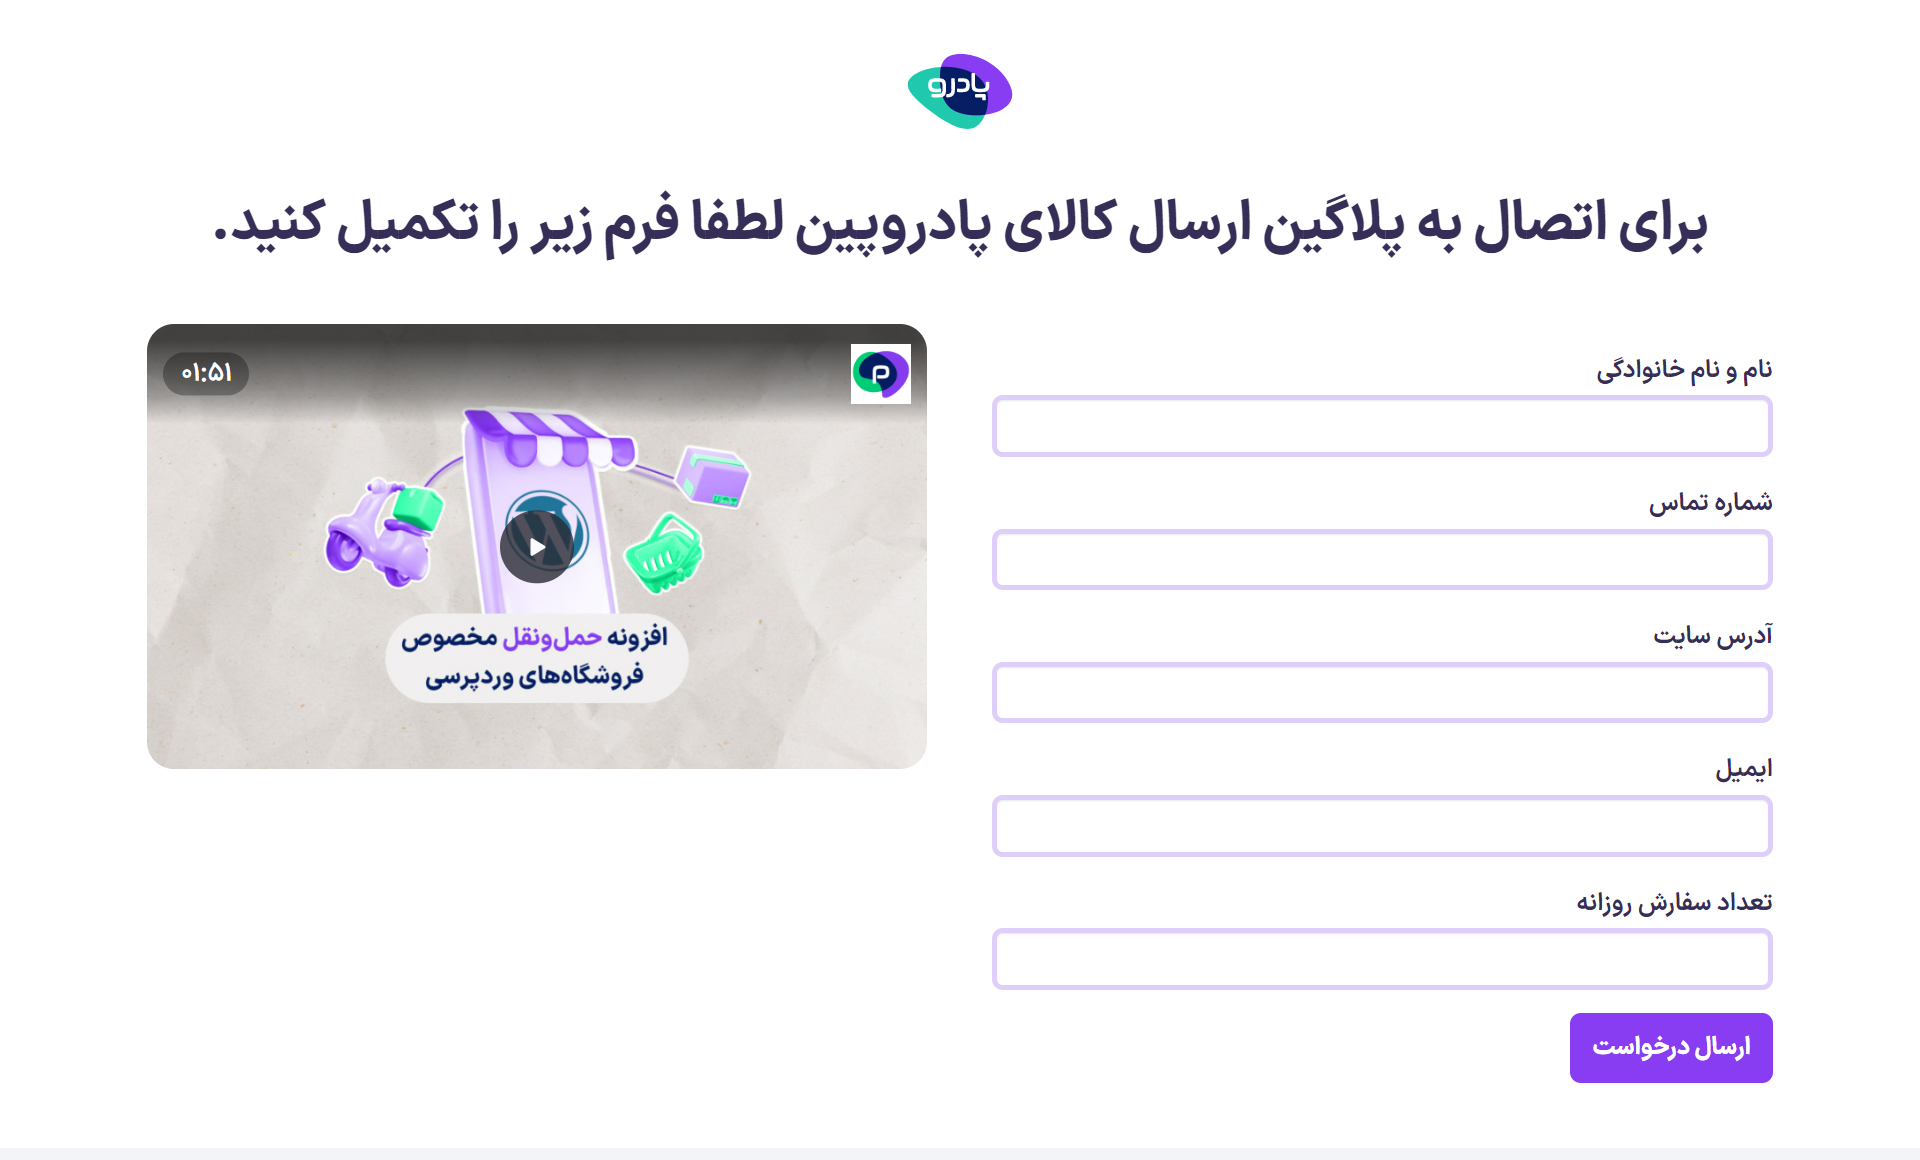 پادرو
برای اتصال به پلاگین ارسال کالای پادروپین لطفا فرم زیر را تکمیل کنید.
نام و نام خانوادگی
شماره تماس
آدرس سایت
ایمیل
تعداد سفارش روزانه
ارسال درخواست
۰۱:۵۱
افزونه حمل‌ونقل مخصوص
فروشگاه‌های وردپرسی